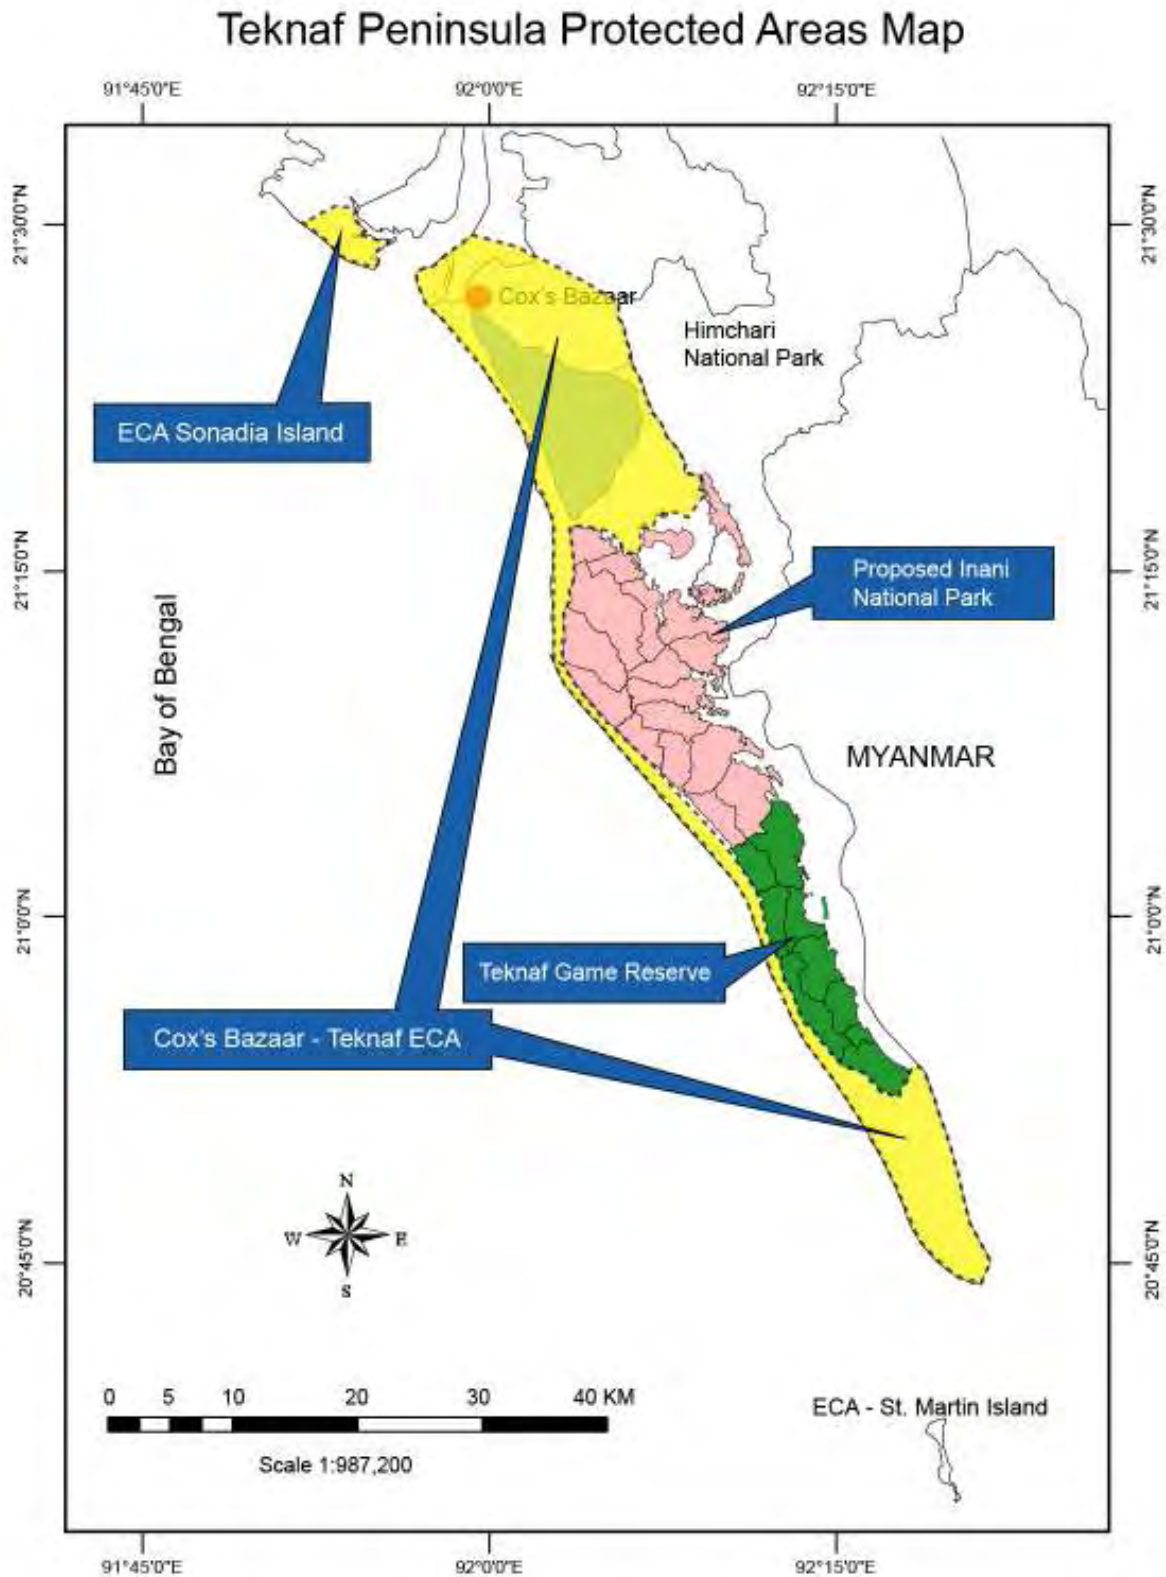 Teknaf Peninsula Protected Areas Map
91°45'0"E
92°0'0"E
92°15'0"E
21°30'0"N
21°30'0"N
Cox's Bazaar
Himchari
National Park
ECA Sonadia Island
21°15'0"N
21°15'0"N
Proposed Inani
National Park
Bay of Bengal
MYANMAR
21°0'0"N
21°0'0"N
Teknaf Game Reserve
Cox's Bazaar - Teknaf ECA
N
W
E
S
20°45'0"N
20°45'0"N
0 5 10 20 30 40 KM
Scale 1:987,200
ECA - St. Martin Island
91°45'0"E
92°0'0"E
92°15'0"E